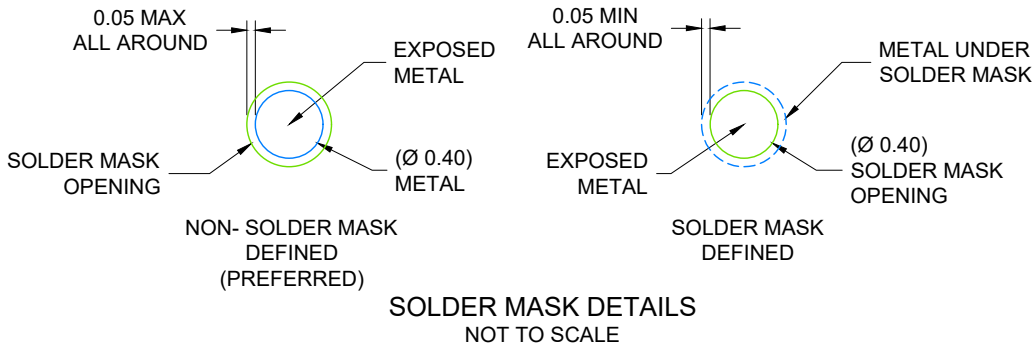 0.05 MAX
ALL AROUND
EXPOSED
METAL
SOLDER MASK
OPENING
(Ø 0.40)
METAL
NON- SOLDER MASK
DEFINED
(PREFERRED)
0.05 MIN
ALL AROUND
METAL UNDER
SOLDER MASK
EXPOSED
METAL
(Ø 0.40)
SOLDER MASK
OPENING
SOLDER MASK
DEFINED
SOLDER MASK DETAILS
NOT TO SCALE